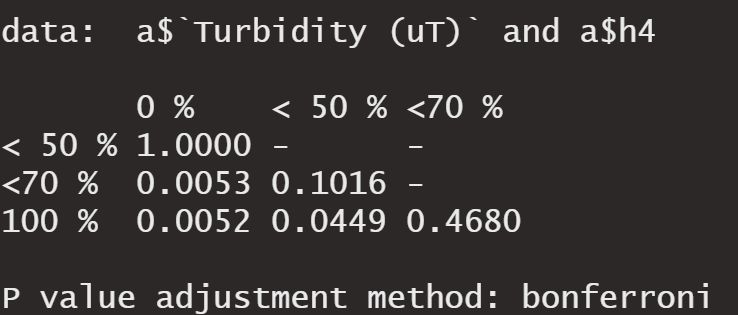 data:  a$`Turbidity (uT)` and a$h4
       0 %    < 50 % <70 %
< 50 % 1.0000 -      -
<70 %  0.0053 0.1016 -
100 %  0.0052 0.0449 0.4680
P value adjustment method: bonferroni